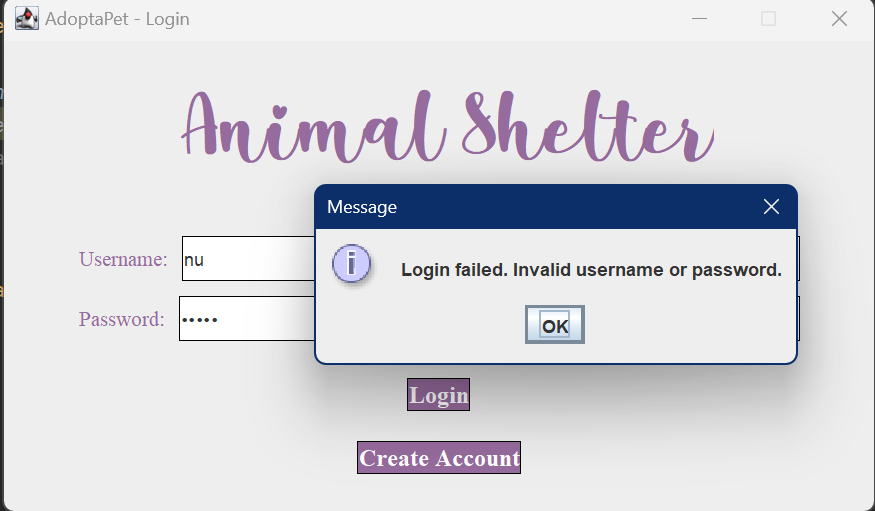 AdoptaPet - Login
Animal Shelter
Message
Login failed. Invalid username or password.
OK
Username: nu
Password: •••••
Login
Create Account